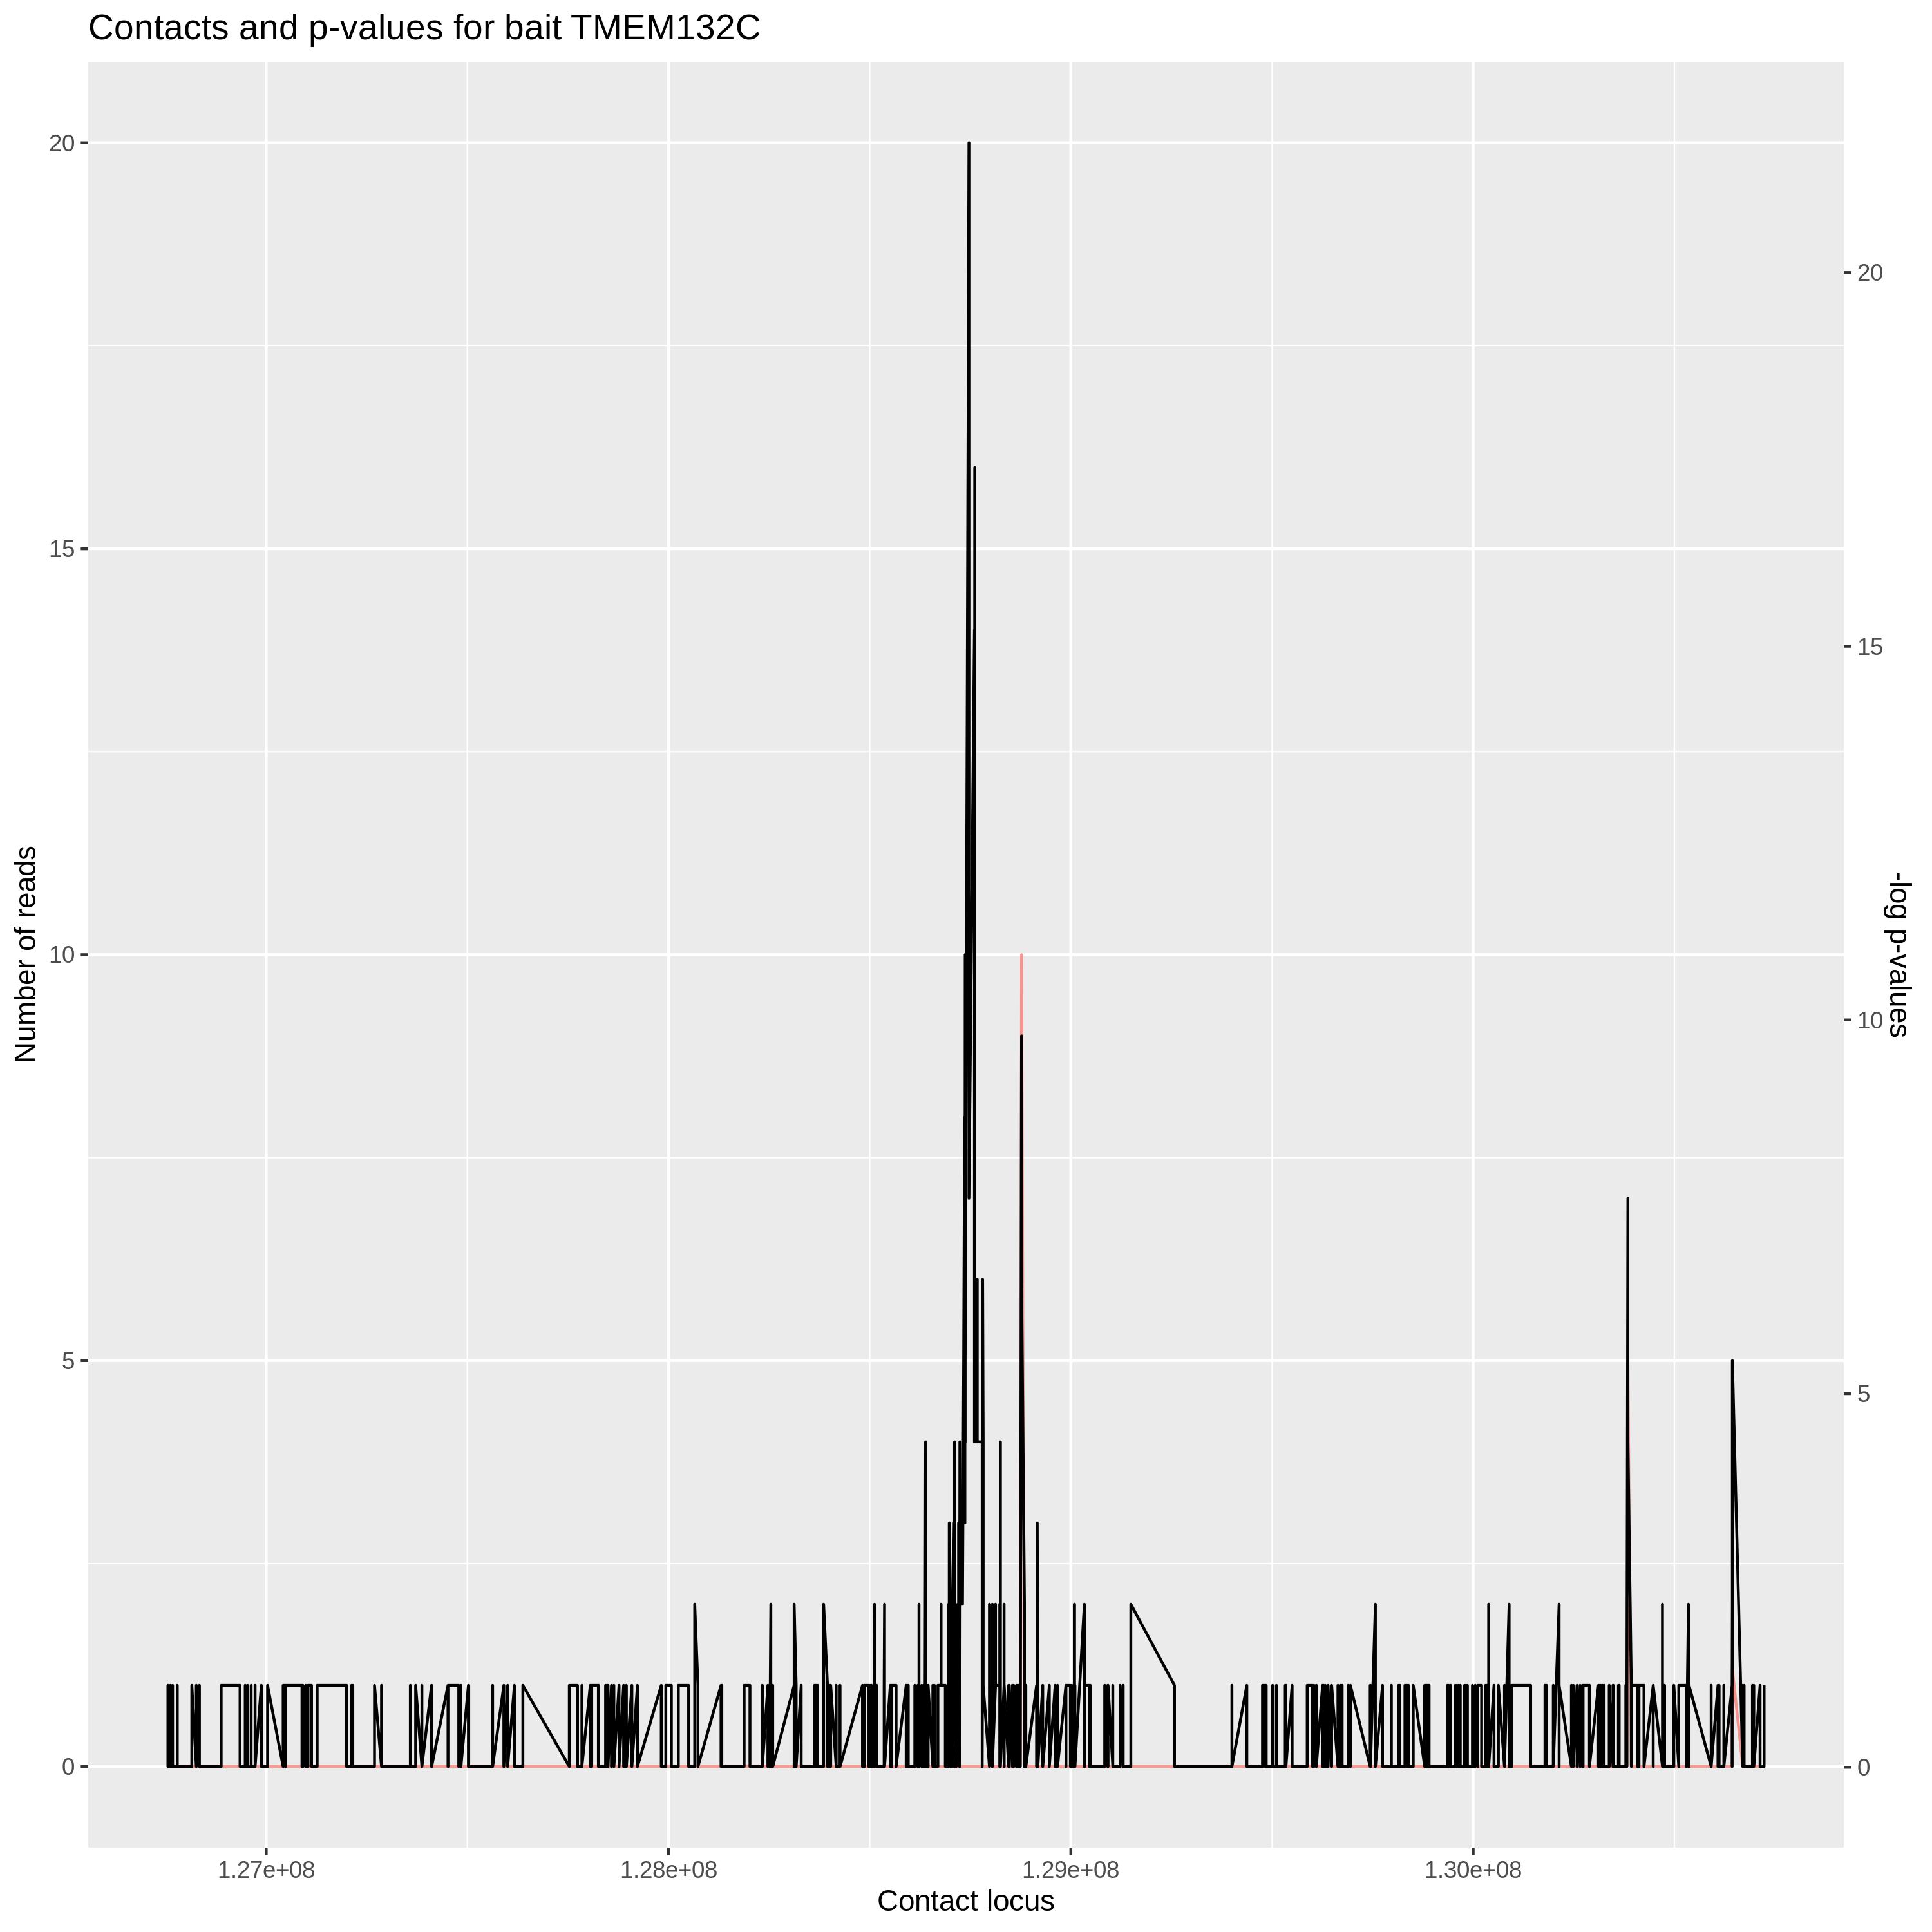 Contacts and p-values for bait TMEM132C
20
15
10
5
0
Number of reads
20
15
10
5
0
-log p-values
1.27e+08 1.28e+08 1.29e+08 1.30e+08
Contact locus